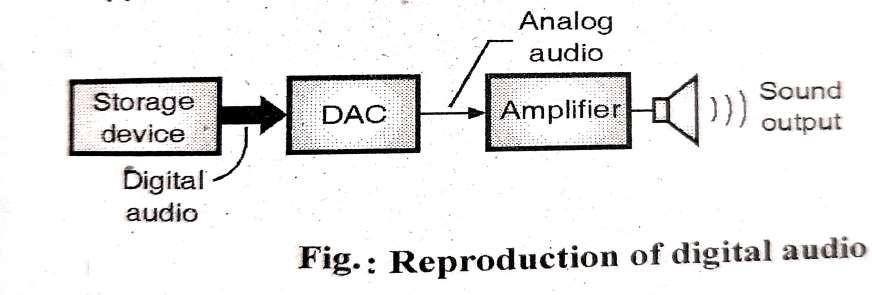 Analog
audio
Storage
device
DAC
Amplifier
Sound
output
Digital
audio
Fig.: Reproduction of digital audio